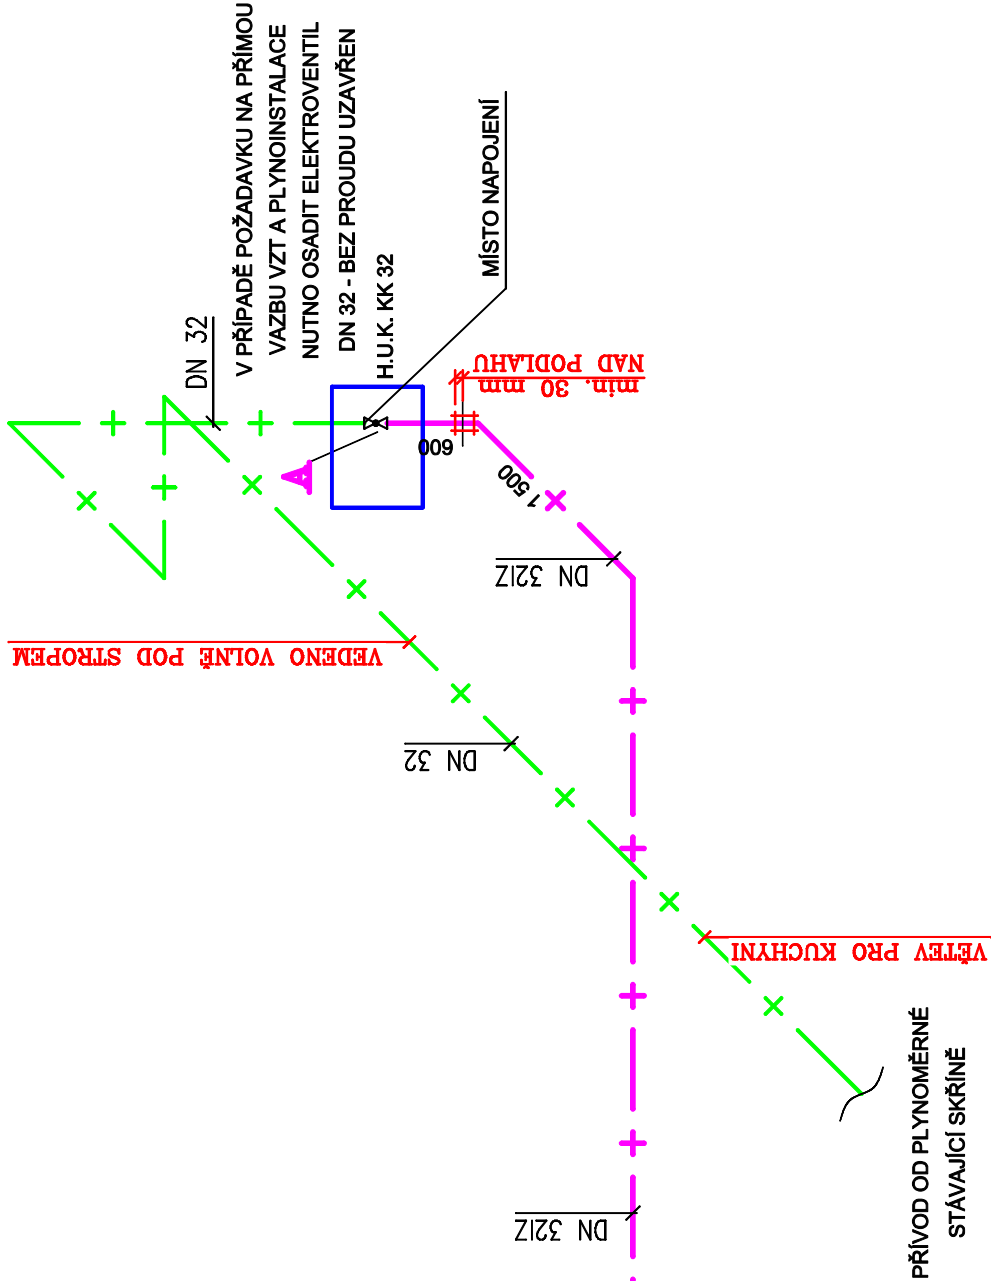 V PŘÍPADĚ POŽADAVKU NA PŘÍMOU
VAZBU VZT A PLYNOINSTALACE
NUTNO OSADIT ELEKTROVENTIL
DN 32 - BEZ PROUDU UZAVŘEN
H.U.K. KK 32
DN 32
MÍSTO NAPOJENÍ
min. 30 mm
NAD PODLAHU
600
1 500
DN 32IZ
VEDENO VOLNĚ POD STROPEM
DN 32
VĚTEV PRO KUCHYNI
DN 32IZ
PŘÍVOD OD PLYNOMĚRNÉ
STÁVAJÍCÍ SKŘÍNĚ